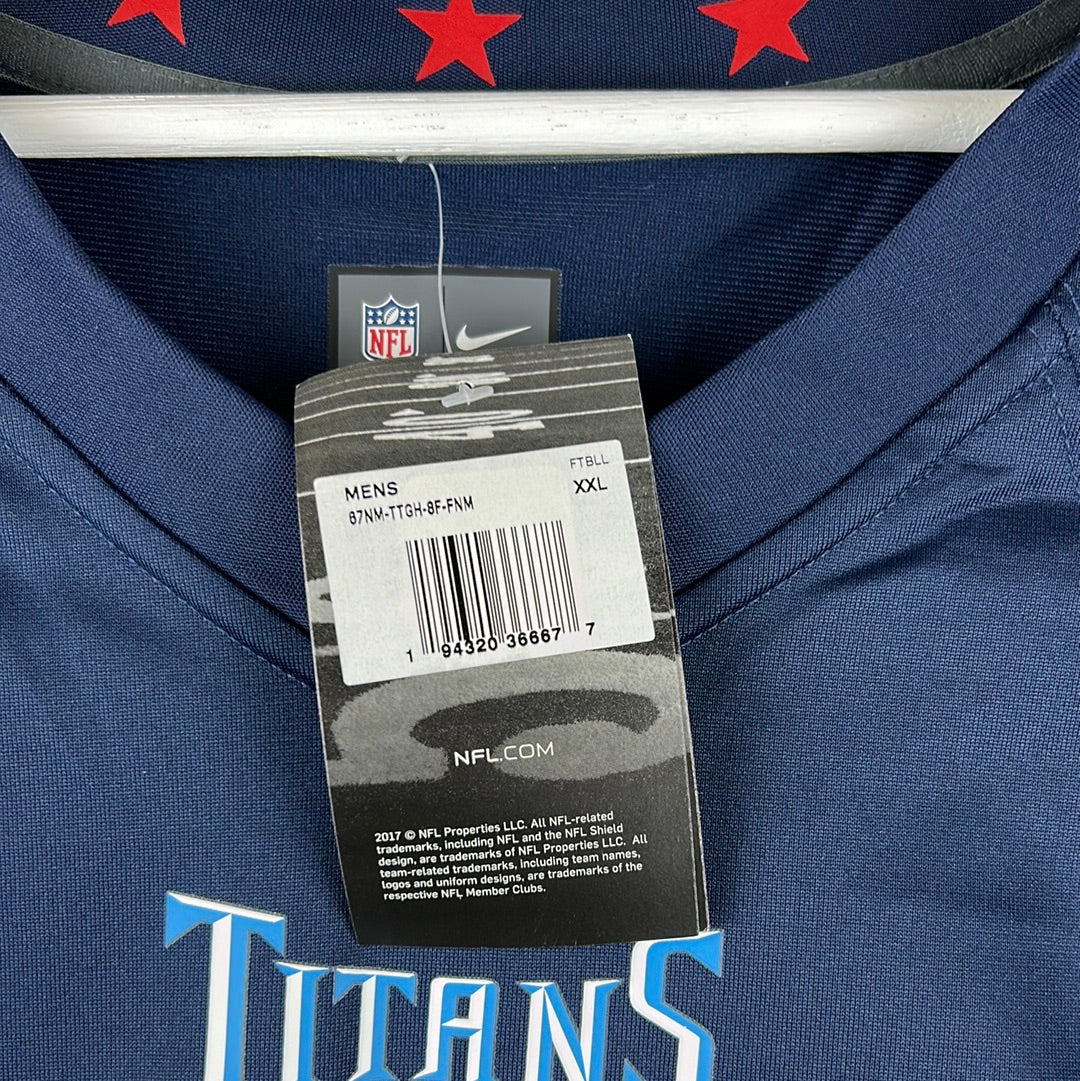 NFL
MENS
FTBLL
67NM-TTGH-8F-FNM
XXL
1 94320 36667 7
NFL.COM
2017 © NFL Properties LLC. All NFL-related
trademarks, including NFL and the NFL Shield
design, are trademarks of NFL Properties LLC. All
team-related trademarks, including team names,
logos and uniform designs, are trademarks of the
respective NFL Member Clubs.
TITANS